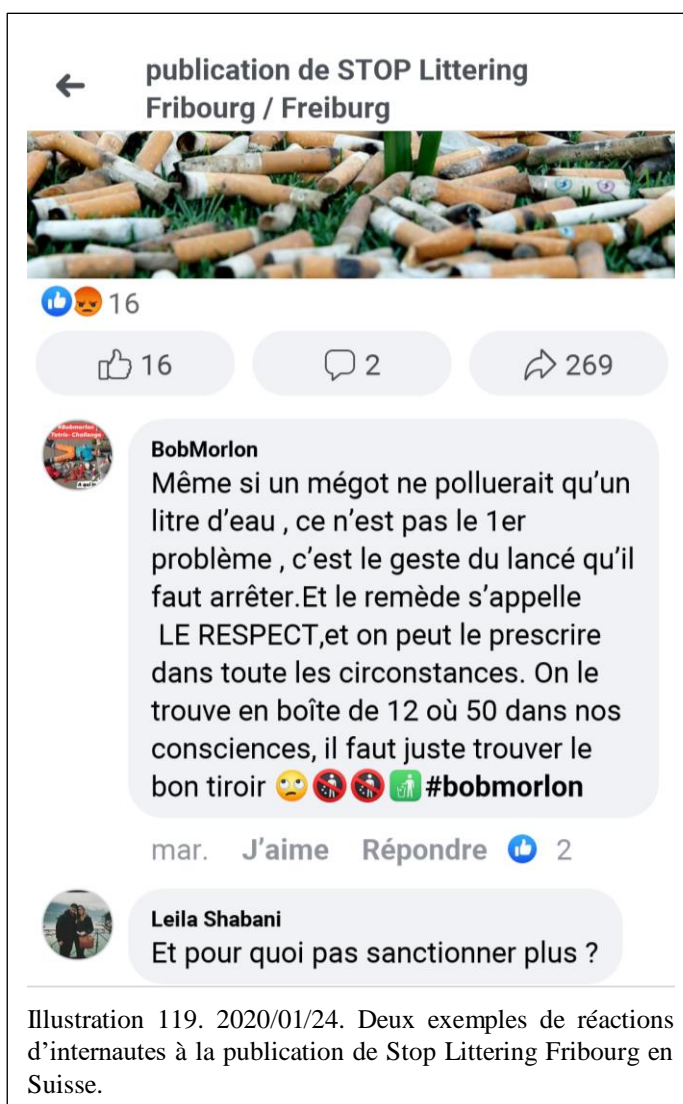 publication de STOP Littering
Fribourg / Freiburg
16
16
2
269
BobMorlon
Même si un mégot ne polluerait qu’un
litre d’eau , ce n’est pas le 1er
problème , c’est le geste du lancé qu’il
faut arrêter.Et le remède s’appelle
LE RESPECT,et on peut le prescrire
dans toute les circonstances. On le
trouve en boîte de 12 où 50 dans nos
consciences, il faut juste trouver le
bon tiroir 🙄🚯🚯🚮#bobmorlon
mar. J’aime Répondre 2
Leila Shabani
Et pour quoi pas sanctionner plus ?
Illustration 119. 2020/01/24. Deux exemples de réactions
d’internautes à la publication de Stop Littering Fribourg en
Suisse.